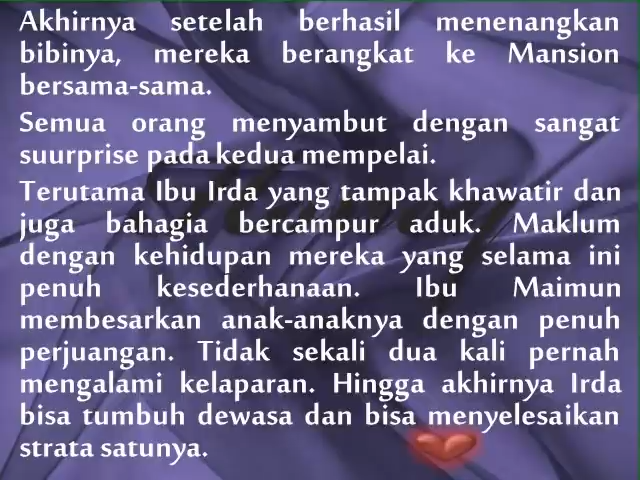 Akhirnya setelah berhasil menenangkan
bibinya, mereka berangkat ke Mansion
bersama-sama.
Semua orang menyambut dengan sangat
suurprise pada kedua mempelai.
Terutama Ibu Irda yang tampak khawatir dan
juga bahagia bercampur aduk. Maklum
dengan kehidupan mereka yang selama ini
penuh kesederhanaan. Ibu Maimun
membesarkan anak-anaknya dengan penuh
perjuangan. Tidak sekali dua kali pernah
mengalami kelaparan. Hingga akhirnya Irda
bisa tumbuh dewasa dan bisa menyelesaikan
strata satunya.